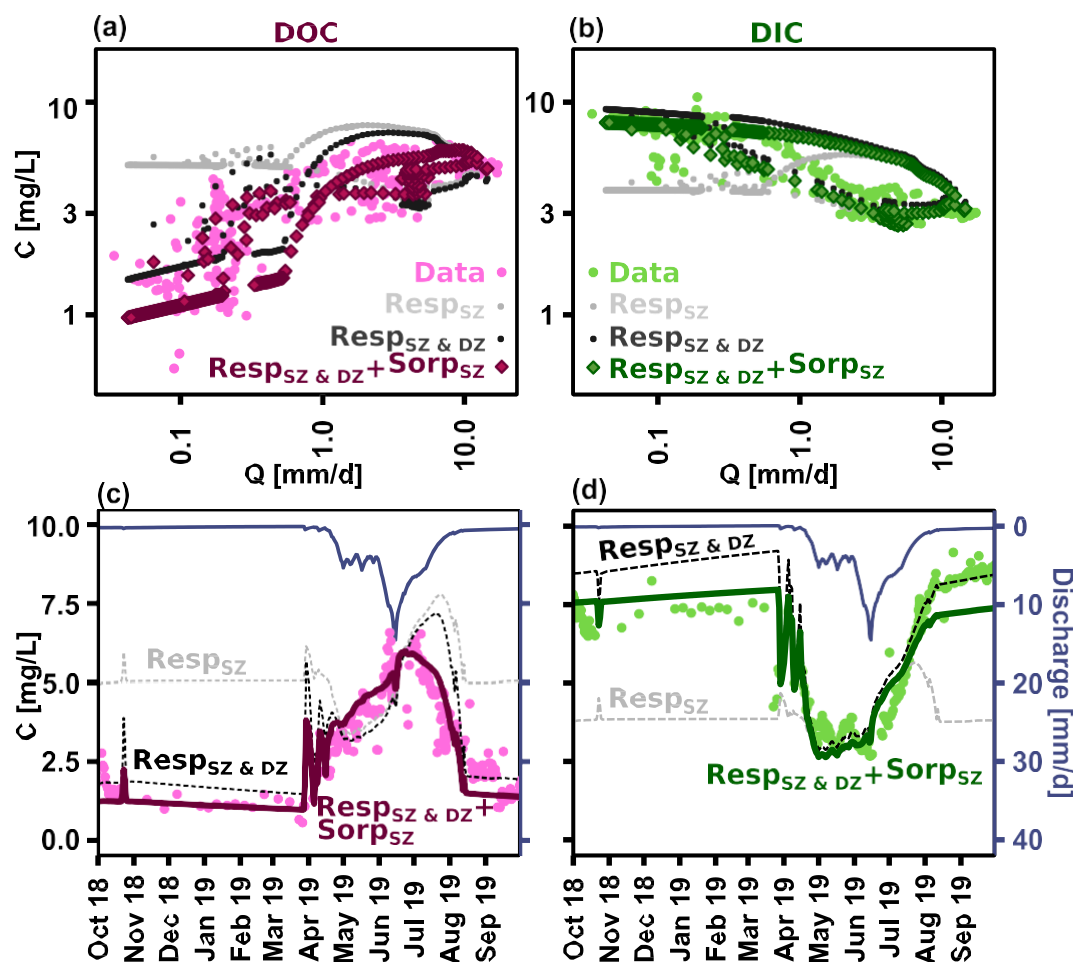 (a) DOC
(b) DIC
10
3
1
C [mg/L]
Data
Resp_SZ
Resp_SZ & DZ
Resp_SZ & DZ+Sorp_SZ
0.1 1.0 10.0
Q [mm/d]
10
3
1
Data
Resp_SZ
Resp_SZ & DZ
Resp_SZ & DZ+Sorp_SZ
0.1 1.0 10.0
Q [mm/d]
(c)
10.0
7.5
5.0
2.5
0.0
C [mg/L]
Resp_SZ
Resp_SZ & DZ
Resp_SZ & DZ+
Sorp_SZ
Oct 18 Nov 18 Dec 18 Jan 19 Feb 19 Mar 19 Apr 19 May 19 Jun 19 Jul 19 Aug 19 Sep 19
(d)
Resp_SZ & DZ
Resp_SZ
Resp_SZ & DZ+Sorp_SZ
0
10
20
30
40
Discharge [mm/d]
Oct 18 Nov 18 Dec 18 Jan 19 Feb 19 Mar 19 Apr 19 May 19 Jun 19 Jul 19 Aug 19 Sep 19